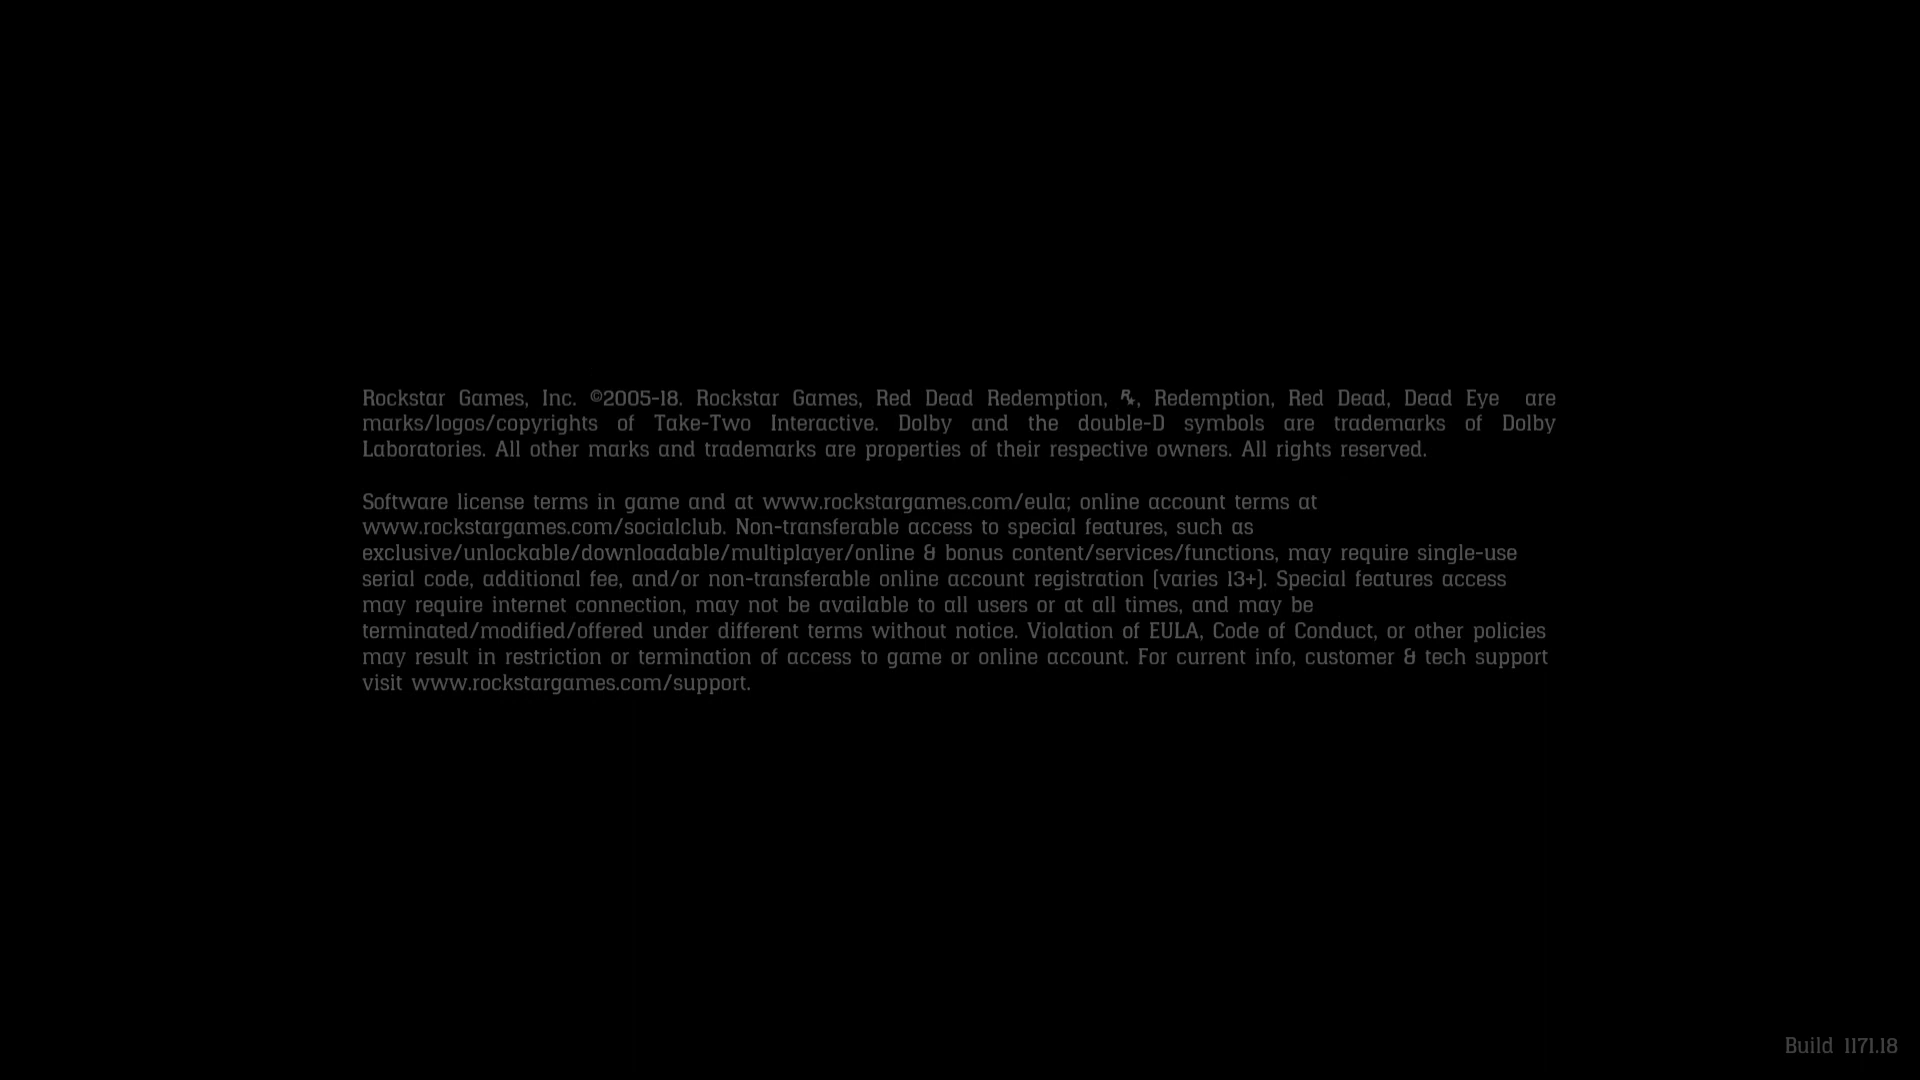 Rockstar Games, Inc. ©2005-18. Rockstar Games, Red Dead Redemption, R★, Redemption, Red Dead, Dead Eye are
marks/logos/copyrights of Take-Two Interactive. Dolby and the double-D symbols are trademarks of Dolby
Laboratories. All other marks and trademarks are properties of their respective owners. All rights reserved.
Software license terms in game and at www.rockstargames.com/eula; online account terms at
www.rockstargames.com/socialclub. Non-transferable access to special features, such as
exclusive/unlockable/downloadable/multiplayer/online & bonus content/services/functions, may require single-use
serial code, additional fee, and/or non-transferable online account registration (varies 13+). Special features access
may require internet connection, may not be available to all users or at all times, and may be
terminated/modified/offered under different terms without notice. Violation of EULA, Code of Conduct, or other policies
may result in restriction or termination of access to game or online account. For current info, customer & tech support
visit www.rockstargames.com/support.
Build 1171.18